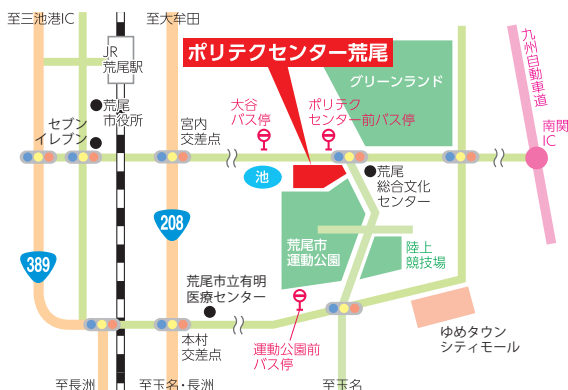 至三池港IC
至大牟田
JR
荒尾駅
ポリテクセンター荒尾
グリーンランド
九州自動車道
荒尾
市役所
大谷
バス停
ポリテク
センター前バス停
セブン
イレブン
宮内
交差点
南関
IC
池
荒尾
総合文化
センター
208
389
荒尾市
運動公園
陸上
競技場
荒尾市立有明
医療センター
ゆめタウン
シティモール
本村
交差点
運動公園前
バス停
至長洲
至玉名・長洲
至玉名